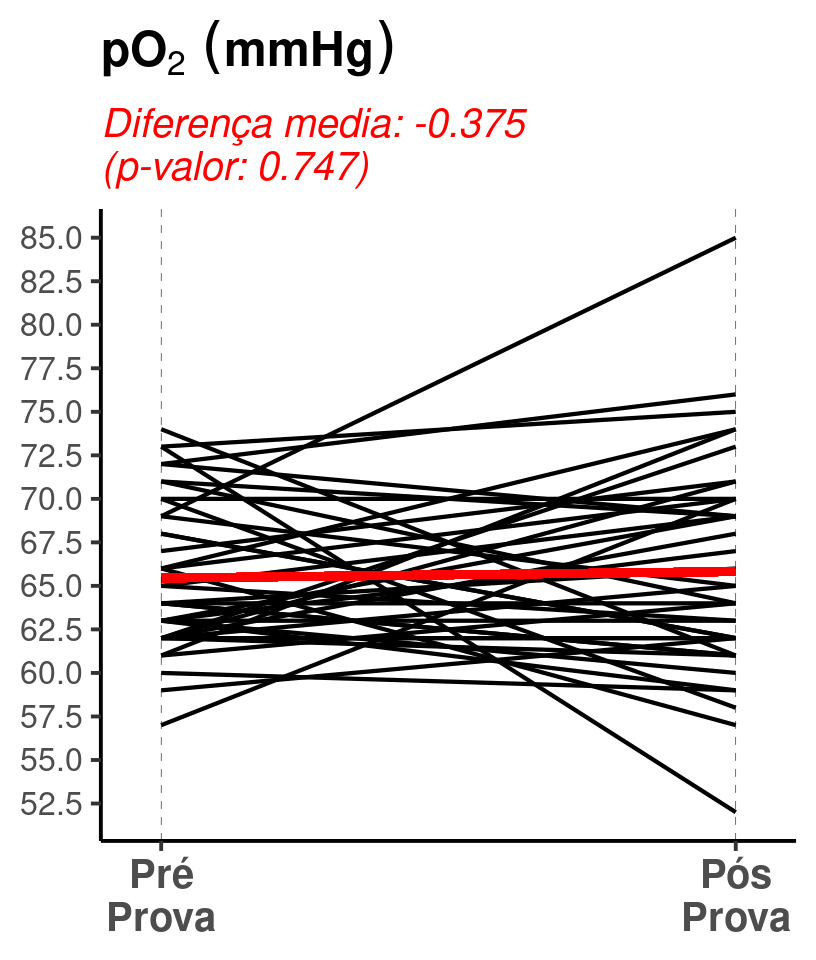 pO₂ (mmHg)
Diferença media: -0.375
(p-valor: 0.747)
85.0
82.5
80.0
77.5
75.0
72.5
70.0
67.5
65.0
62.5
60.0
57.5
55.0
52.5
Pré
Prova
Pós
Prova